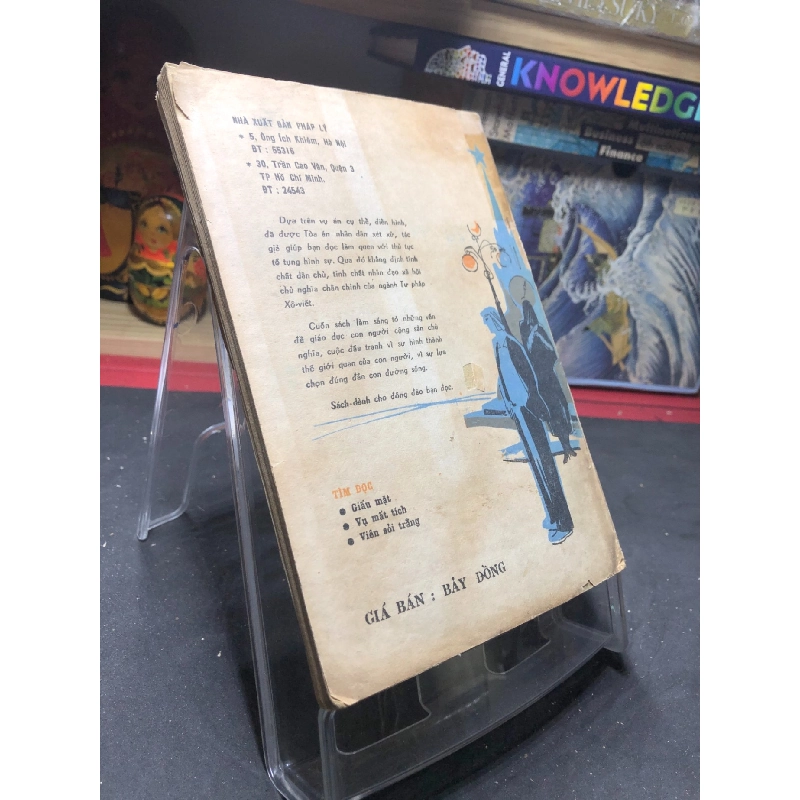 GENERAL
KNOWLEDGE
Business
Finance
NHÀ XUẤT BẢN PHÁP LÝ
* 5, Ông Ích Khiêm, Hà Nội
ĐT : 55316
* 30, Trần Cao Vân, Quận 3
TP Hồ Chí Minh.
ĐT : 24543
Dựa trên vụ án cụ thể, điển hình,
đã được Tòa án nhân dân xét xử, tác
giả giúp bạn đọc làm quen với thủ tục
tố tụng hình sự. Qua đó khẳng định tính
chất dân chủ, tính chất nhân đạo xã hội
chủ nghĩa chân chính của ngành Tư pháp
Xô-viết.
Cuốn sách làm sáng tỏ những vấn
đề giáo dục con người cộng sản chủ
nghĩa, cuộc đấu tranh vì sự hình thành
thế giới quan của con người, vì sự lựa
chọn đúng đắn con đường sống.
Sách dành cho đông đảo bạn đọc.
TÌM ĐỌC
● Giấu mặt
● Vụ mất tích
● Viên sỏi trắng
GIÁ BÁN : BẢY ĐỒNG